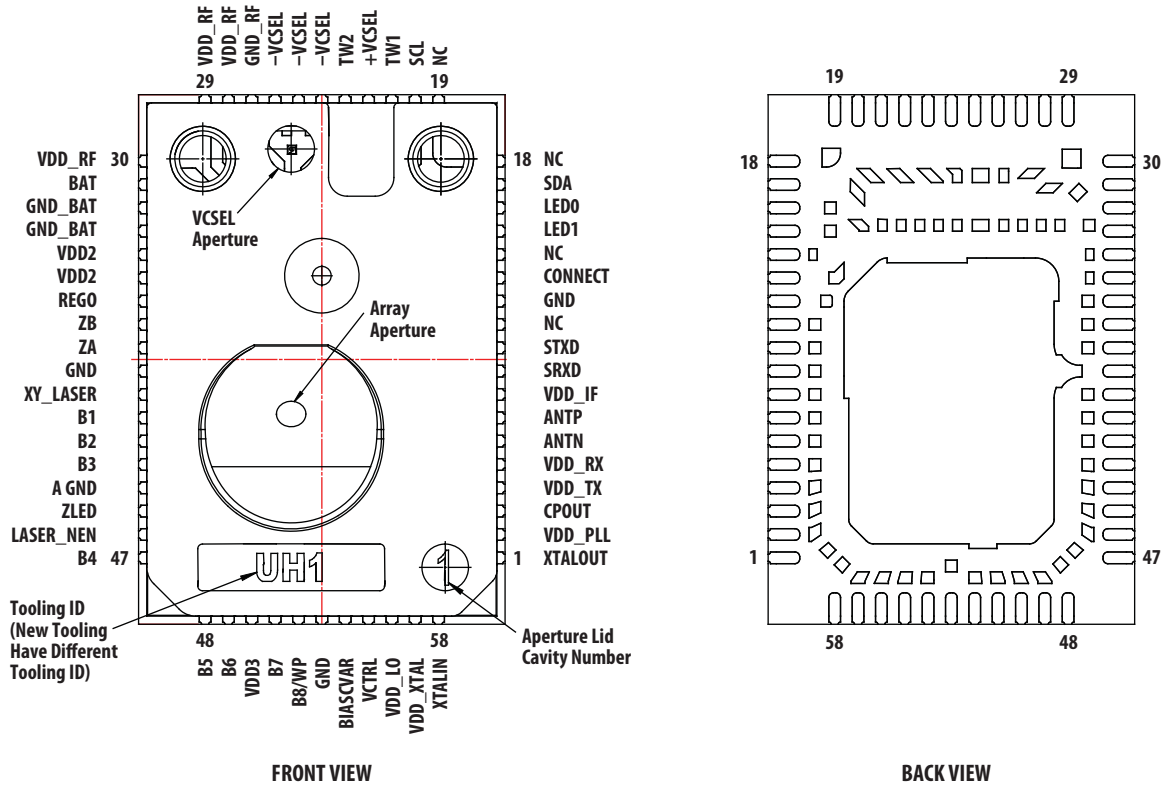 VDD_RF
VDD_RF
GND_RF
–VCSEL
–VCSEL
–VCSEL
TW2
+VCSEL
TW1
SCL
NC
29
19
VDD_RF 30
BAT
GND_BAT
GND_BAT
VDD2
VDD2
REGO
ZB
ZA
GND
XY_LASER
B1
B2
B3
A GND
ZLED
LASER_NEN
B4 47
VCSEL
Aperture
Array
Aperture
UH1
1
18 NC
SDA
LED0
LED1
NC
CONNECT
GND
NC
STXD
SRXD
VDD_IF
ANTP
ANTN
VDD_RX
VDD_TX
CPOUT
VDD_PLL
1 XTALOUT
Tooling ID
(New Tooling
Have Different
Tooling ID)
Aperture Lid
Cavity Number
48
58
B5
B6
VDD3
B7
B8/WP
GND
BIASCVAR
VCTRL
VDD_LO
VDD_XTAL
XTALIN
FRONT VIEW
19
29
18
30
1
47
58
48
BACK VIEW